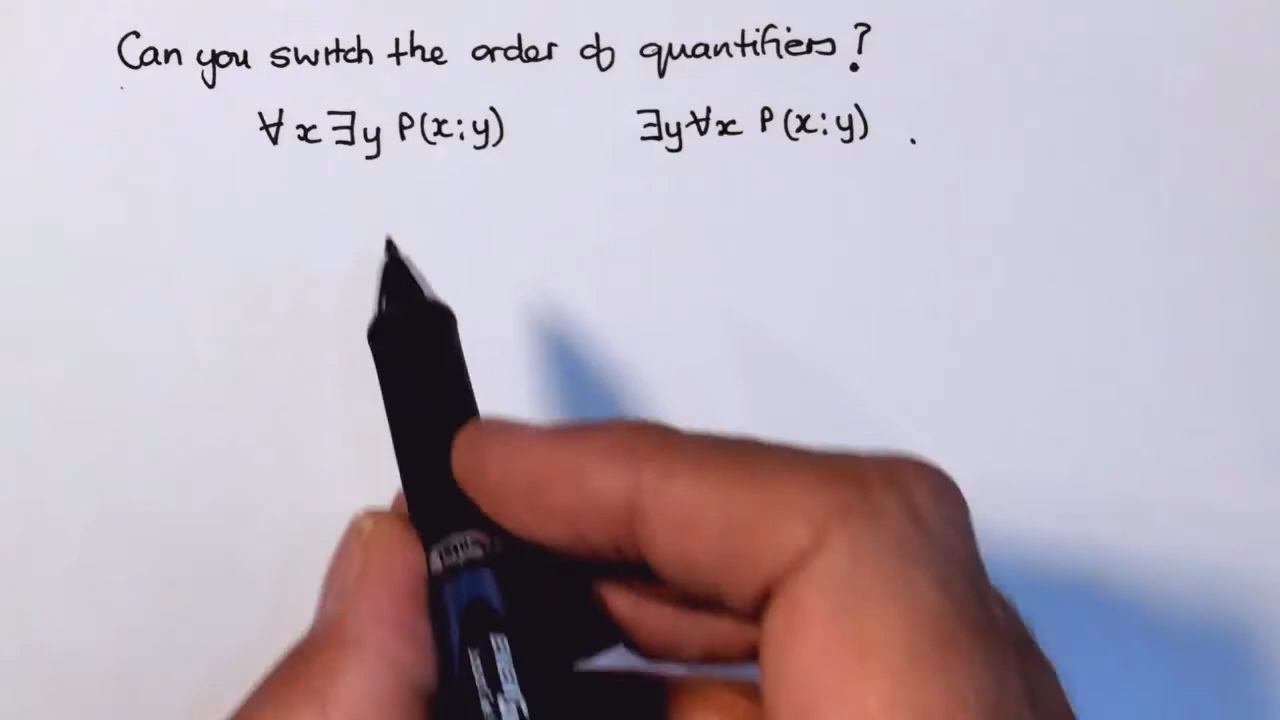 Can you switch the order of quantifiers?
∀x∃y P(x;y) ∃y∀x P(x;y).